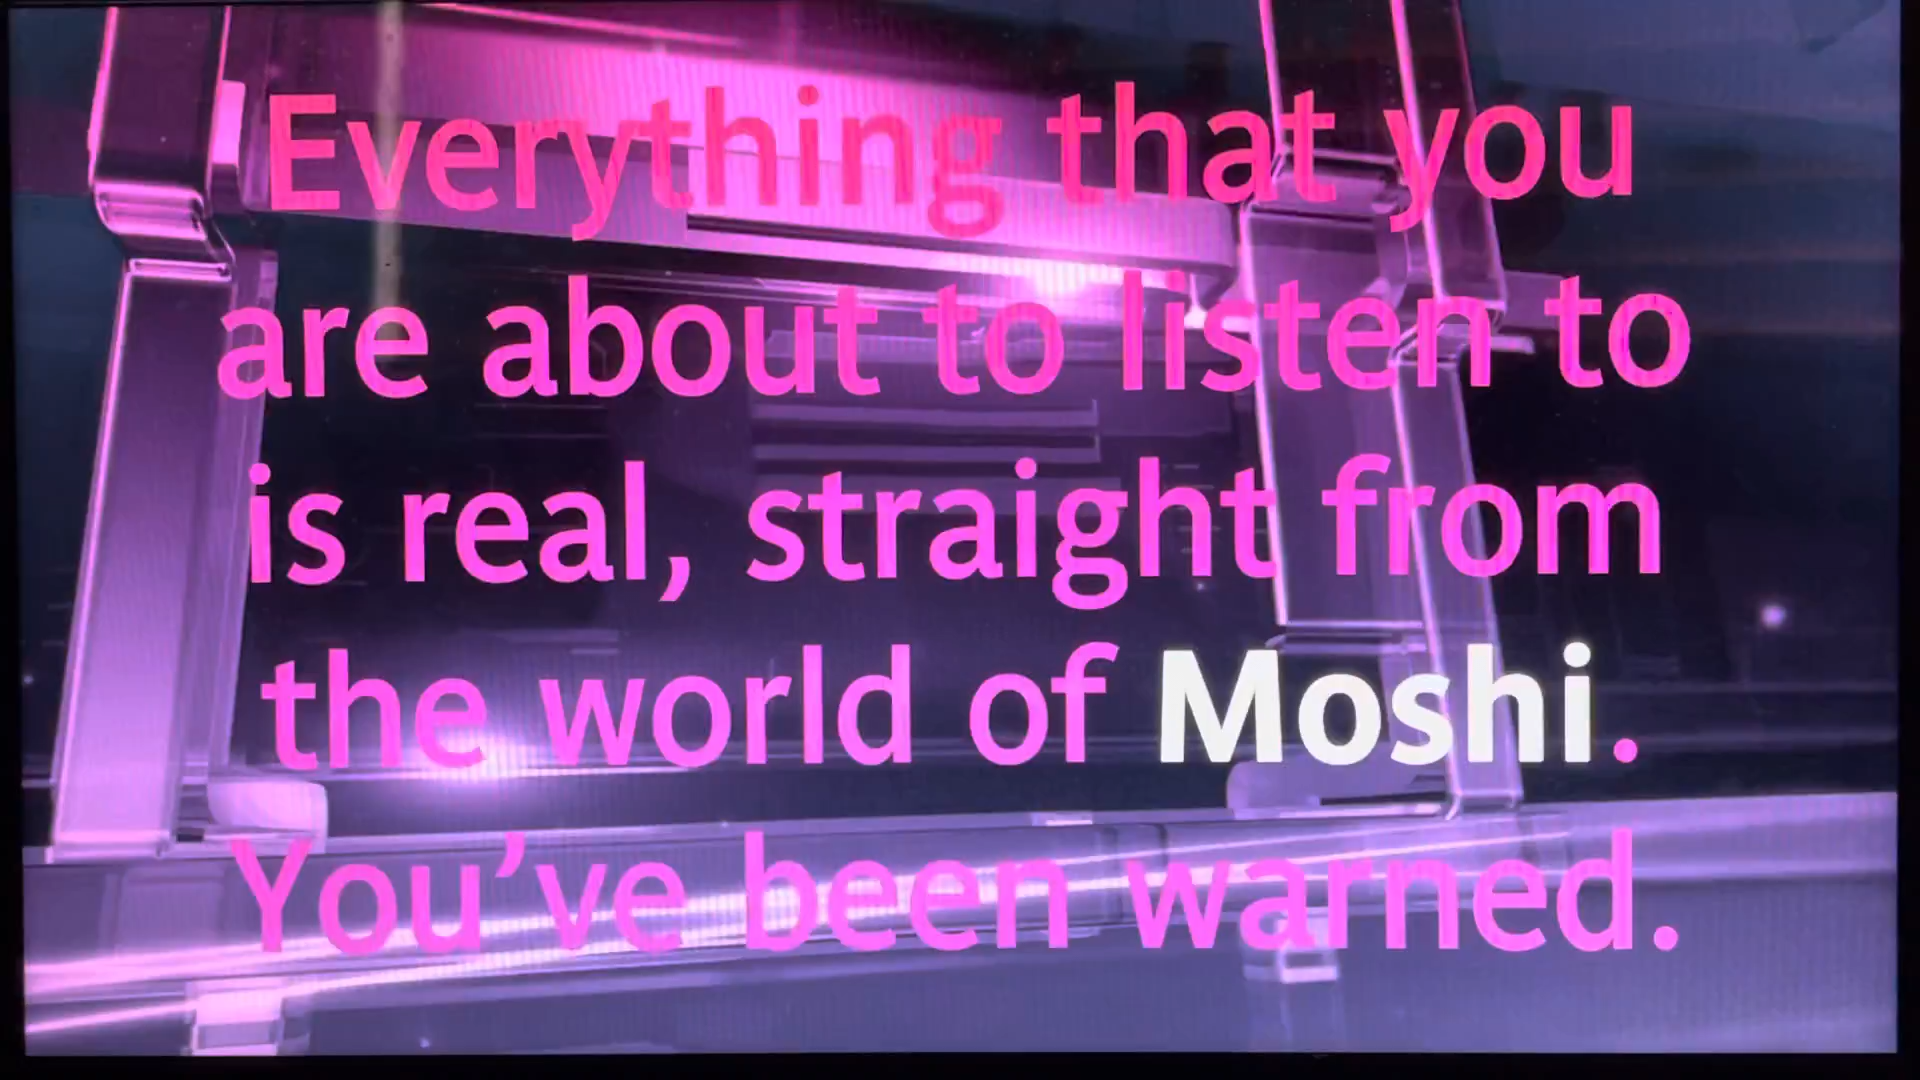 Everything that you
are about to listen to
is real, straight from
the world of Moshi.
You've been warned.